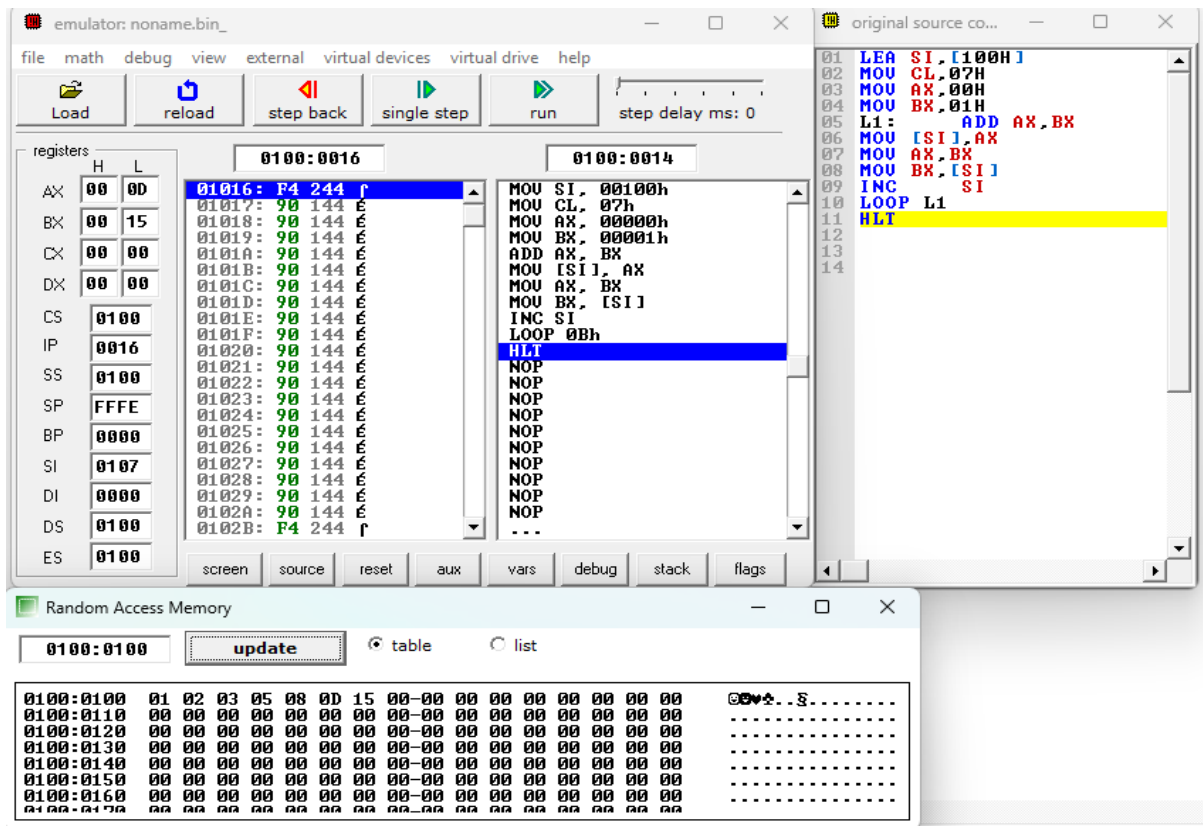 emulator: noname.bin_
file math debug view external virtual devices virtual drive help
Load reload step back single step run step delay ms: 0
registers
H L
0100:0016 0100:0014
AX 00 0D
BX 00 15
CX 00 00
DX 00 00
CS 0100
IP 0016
SS 0100
SP FFFE
BP 0000
SI 0107
DI 0000
DS 0100
ES 0100
01016: F4 244 ⌠
01017: 90 144 É
01018: 90 144 É
01019: 90 144 É
0101A: 90 144 É
0101B: 90 144 É
0101C: 90 144 É
0101D: 90 144 É
0101E: 90 144 É
0101F: 90 144 É
01020: 90 144 É
01021: 90 144 É
01022: 90 144 É
01023: 90 144 É
01024: 90 144 É
01025: 90 144 É
01026: 90 144 É
01027: 90 144 É
01028: 90 144 É
01029: 90 144 É
0102A: 90 144 É
0102B: F4 244 ⌠
MOV SI, 00100h
MOV CL, 07h
MOV AX, 00000h
MOV BX, 00001h
ADD AX, BX
MOV [SI], AX
MOV AX, BX
MOV BX, [SI]
INC SI
LOOP 0Bh
HLT
NOP
NOP
NOP
NOP
NOP
NOP
NOP
NOP
NOP
NOP
...
screen source reset aux vars debug stack flags
original source co...
01 LEA SI,[100H]
02 MOV CL,07H
03 MOV AX,00H
04 MOV BX,01H
05 L1: ADD AX,BX
06 MOV [SI],AX
07 MOV AX,BX
08 MOV BX,[SI]
09 INC SI
10 LOOP L1
11 HLT
12
13
14
Random Access Memory
0100:0100 update table list
0100:0100 01 02 03 05 08 0D 15 00-00 00 00 00 00 00 00 00 ☺☻♥♣..§.........
0100:0110 00 00 00 00 00 00 00 00-00 00 00 00 00 00 00 00 ................
0100:0120 00 00 00 00 00 00 00 00-00 00 00 00 00 00 00 00 ................
0100:0130 00 00 00 00 00 00 00 00-00 00 00 00 00 00 00 00 ................
0100:0140 00 00 00 00 00 00 00 00-00 00 00 00 00 00 00 00 ................
0100:0150 00 00 00 00 00 00 00 00-00 00 00 00 00 00 00 00 ................
0100:0160 00 00 00 00 00 00 00 00-00 00 00 00 00 00 00 00 ................
0100:0170 00 00 00 00 00 00 00 00-00 00 00 00 00 00 00 00